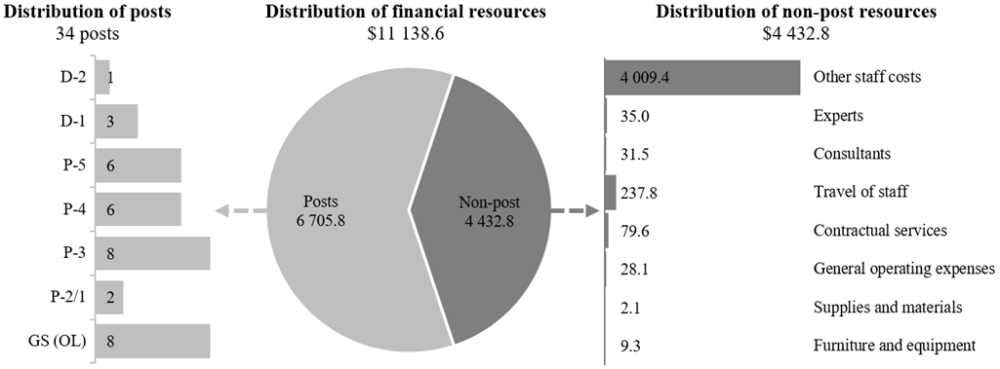 Distribution of posts
34 posts
D-2 1
D-1 3
P-5 6
P-4 6
P-3 8
P-2/1 2
GS (OL) 8
Distribution of financial resources
$11 138.6
Posts
6 705.8
Non-post
4 432.8
Distribution of non-post resources
$4 432.8
4 009.4 Other staff costs
35.0 Experts
31.5 Consultants
237.8 Travel of staff
79.6 Contractual services
28.1 General operating expenses
2.1 Supplies and materials
9.3 Furniture and equipment